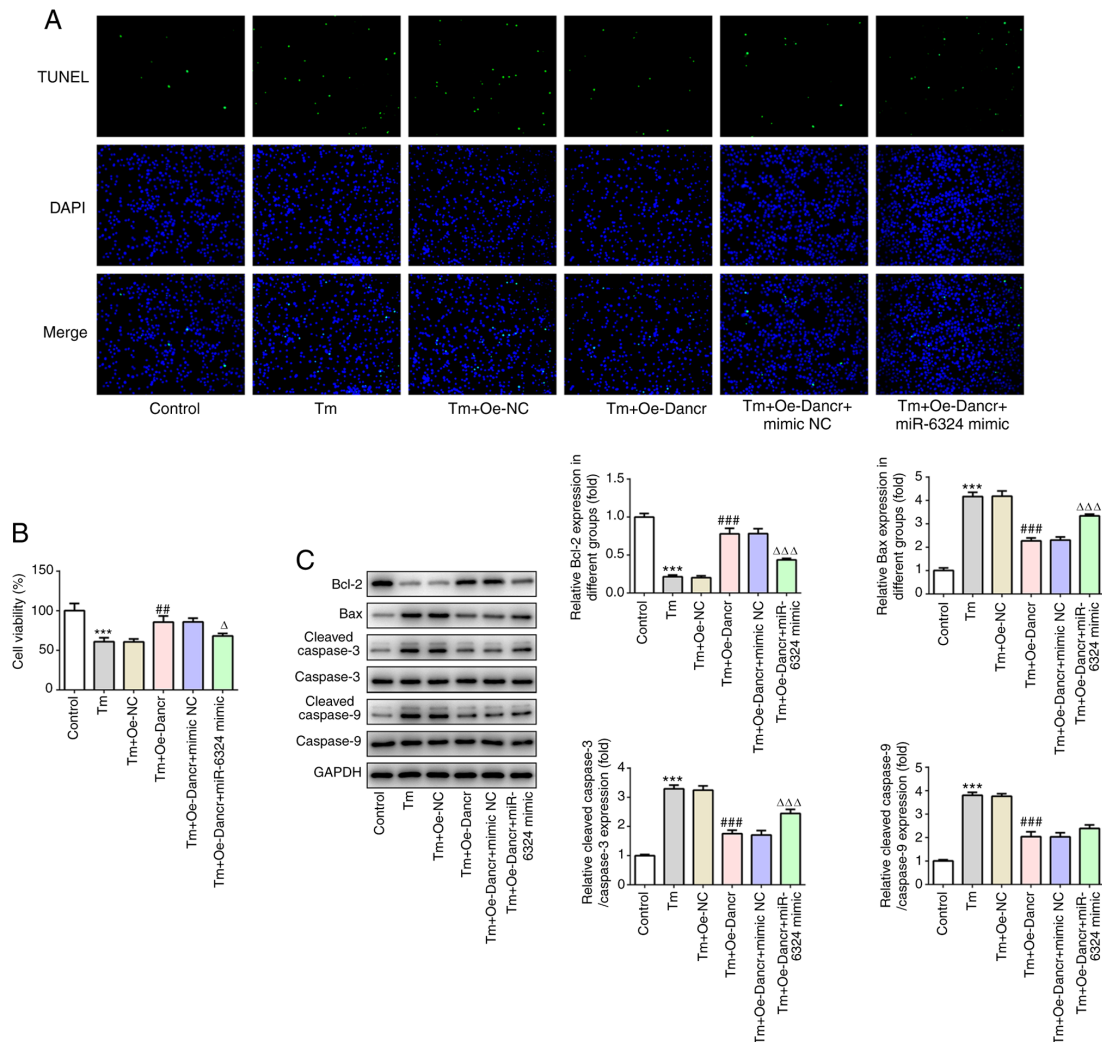 A
TUNEL
DAPI
Merge
Control
Tm
Tm+Oe-NC
Tm+Oe-Dancr
Tm+Oe-Dancr+
mimic NC
Tm+Oe-Dancr+
miR-6324 mimic
B
Cell viability (%)
150
100
50
0
***
##
Δ
Control
Tm
Tm+Oe-NC
Tm+Oe-Dancr
Tm+Oe-Dancr+mimic NC
Tm+Oe-Dancr+miR-6324 mimic
C
Bcl-2
Bax
Cleaved
caspase-3
Caspase-3
Cleaved
caspase-9
Caspase-9
GAPDH
Control
Tm
Tm+Oe-NC
Tm+Oe-Dancr
Tm+Oe-Dancr+mimic NC
Tm+Oe-Dancr+miR-
6324 mimic
Relative Bcl-2 expression in
different groups (fold)
1.5
1.0
0.5
0.0
***
###
ΔΔΔ
Control
Tm
Tm+Oe-NC
Tm+Oe-Dancr
Tm+Oe-Dancr+mimic NC
Tm+Oe-Dancr+miR-
6324 mimic
Relative Bax expression in
different groups (fold)
5
4
3
2
1
0
***
###
ΔΔΔ
Control
Tm
Tm+Oe-NC
Tm+Oe-Dancr
Tm+Oe-Dancr+mimic NC
Tm+Oe-Dancr+miR-
6324 mimic
Relative cleaved caspase-3
/caspase-3 expression (fold)
4
3
2
1
0
***
###
ΔΔΔ
Control
Tm
Tm+Oe-NC
Tm+Oe-Dancr
Tm+Oe-Dancr+mimic NC
Tm+Oe-Dancr+miR-
6324 mimic
Relative cleaved caspase-9
/caspase-9 expression (fold)
5
4
3
2
1
0
***
###
Control
Tm
Tm+Oe-NC
Tm+Oe-Dancr
Tm+Oe-Dancr+mimic NC
Tm+Oe-Dancr+miR-
6324 mimic